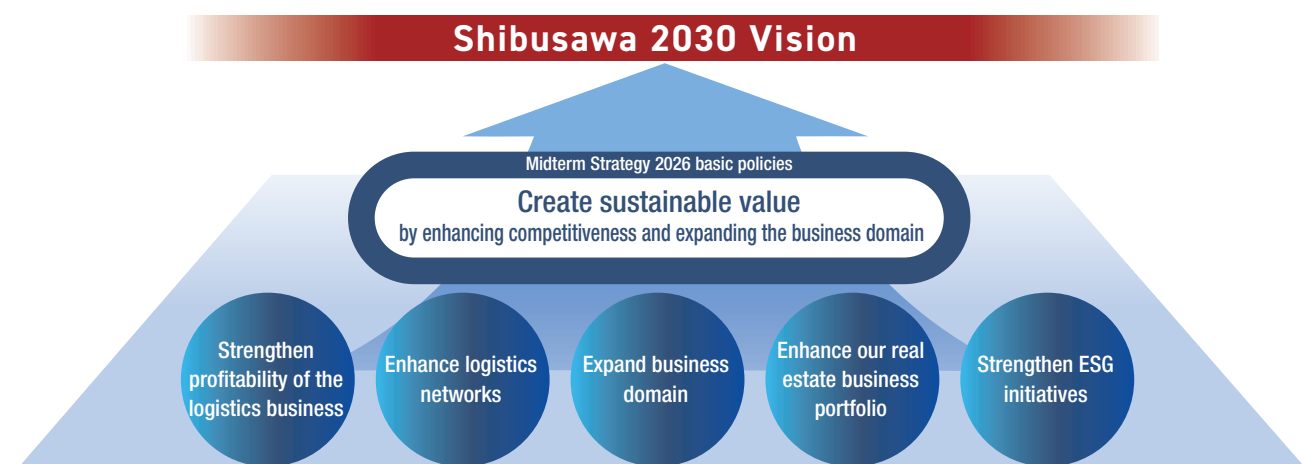 Shibusawa 2030 Vision
Midterm Strategy 2026 basic policies
Create sustainable value
by enhancing competitiveness and expanding the business domain
Strengthen
profitability of the
logistics business
Enhance logistics
networks
Expand business
domain
Enhance our real
estate business
portfolio
Strengthen ESG
initiatives